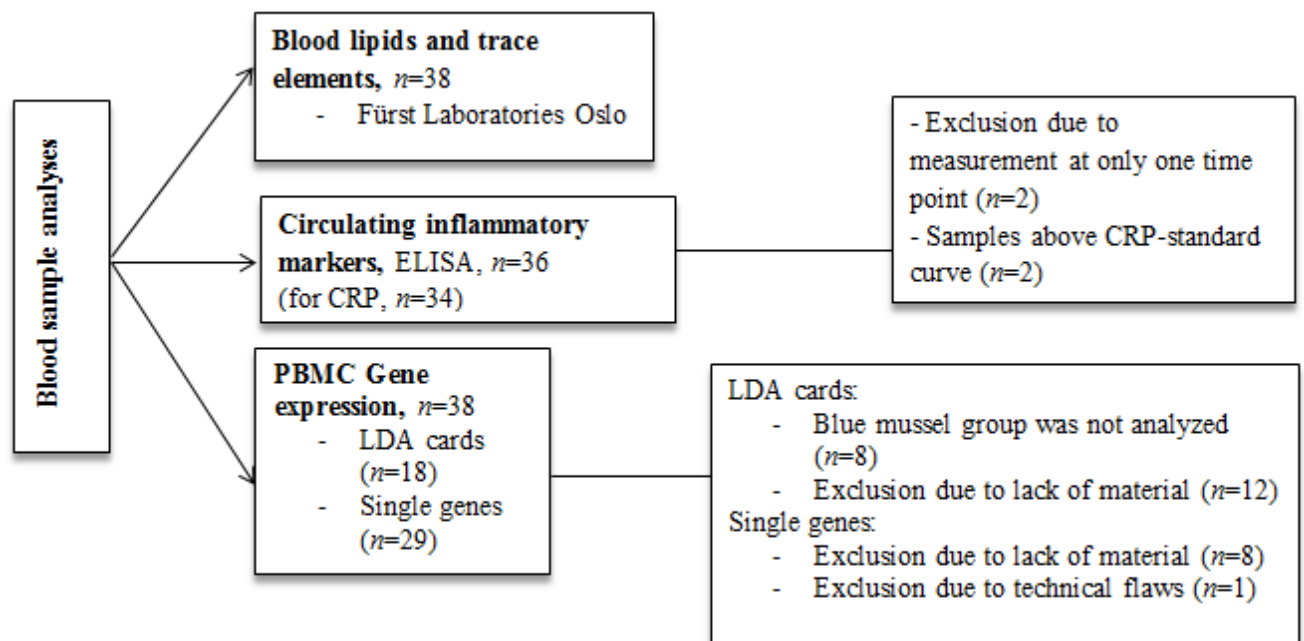 Blood sample analyses
Blood lipids and trace
elements, n=38
- Fürst Laboratories Oslo
Circulating inflammatory
markers, ELISA, n=36
(for CRP, n=34)
- Exclusion due to
measurement at only one time
point (n=2)
- Samples above CRP-standard
curve (n=2)
PBMC Gene
expression, n=38
- LDA cards
(n=18)
- Single genes
(n=29)
LDA cards:
- Blue mussel group was not analyzed
(n=8)
- Exclusion due to lack of material (n=12)
Single genes:
- Exclusion due to lack of material (n=8)
- Exclusion due to technical flaws (n=1)